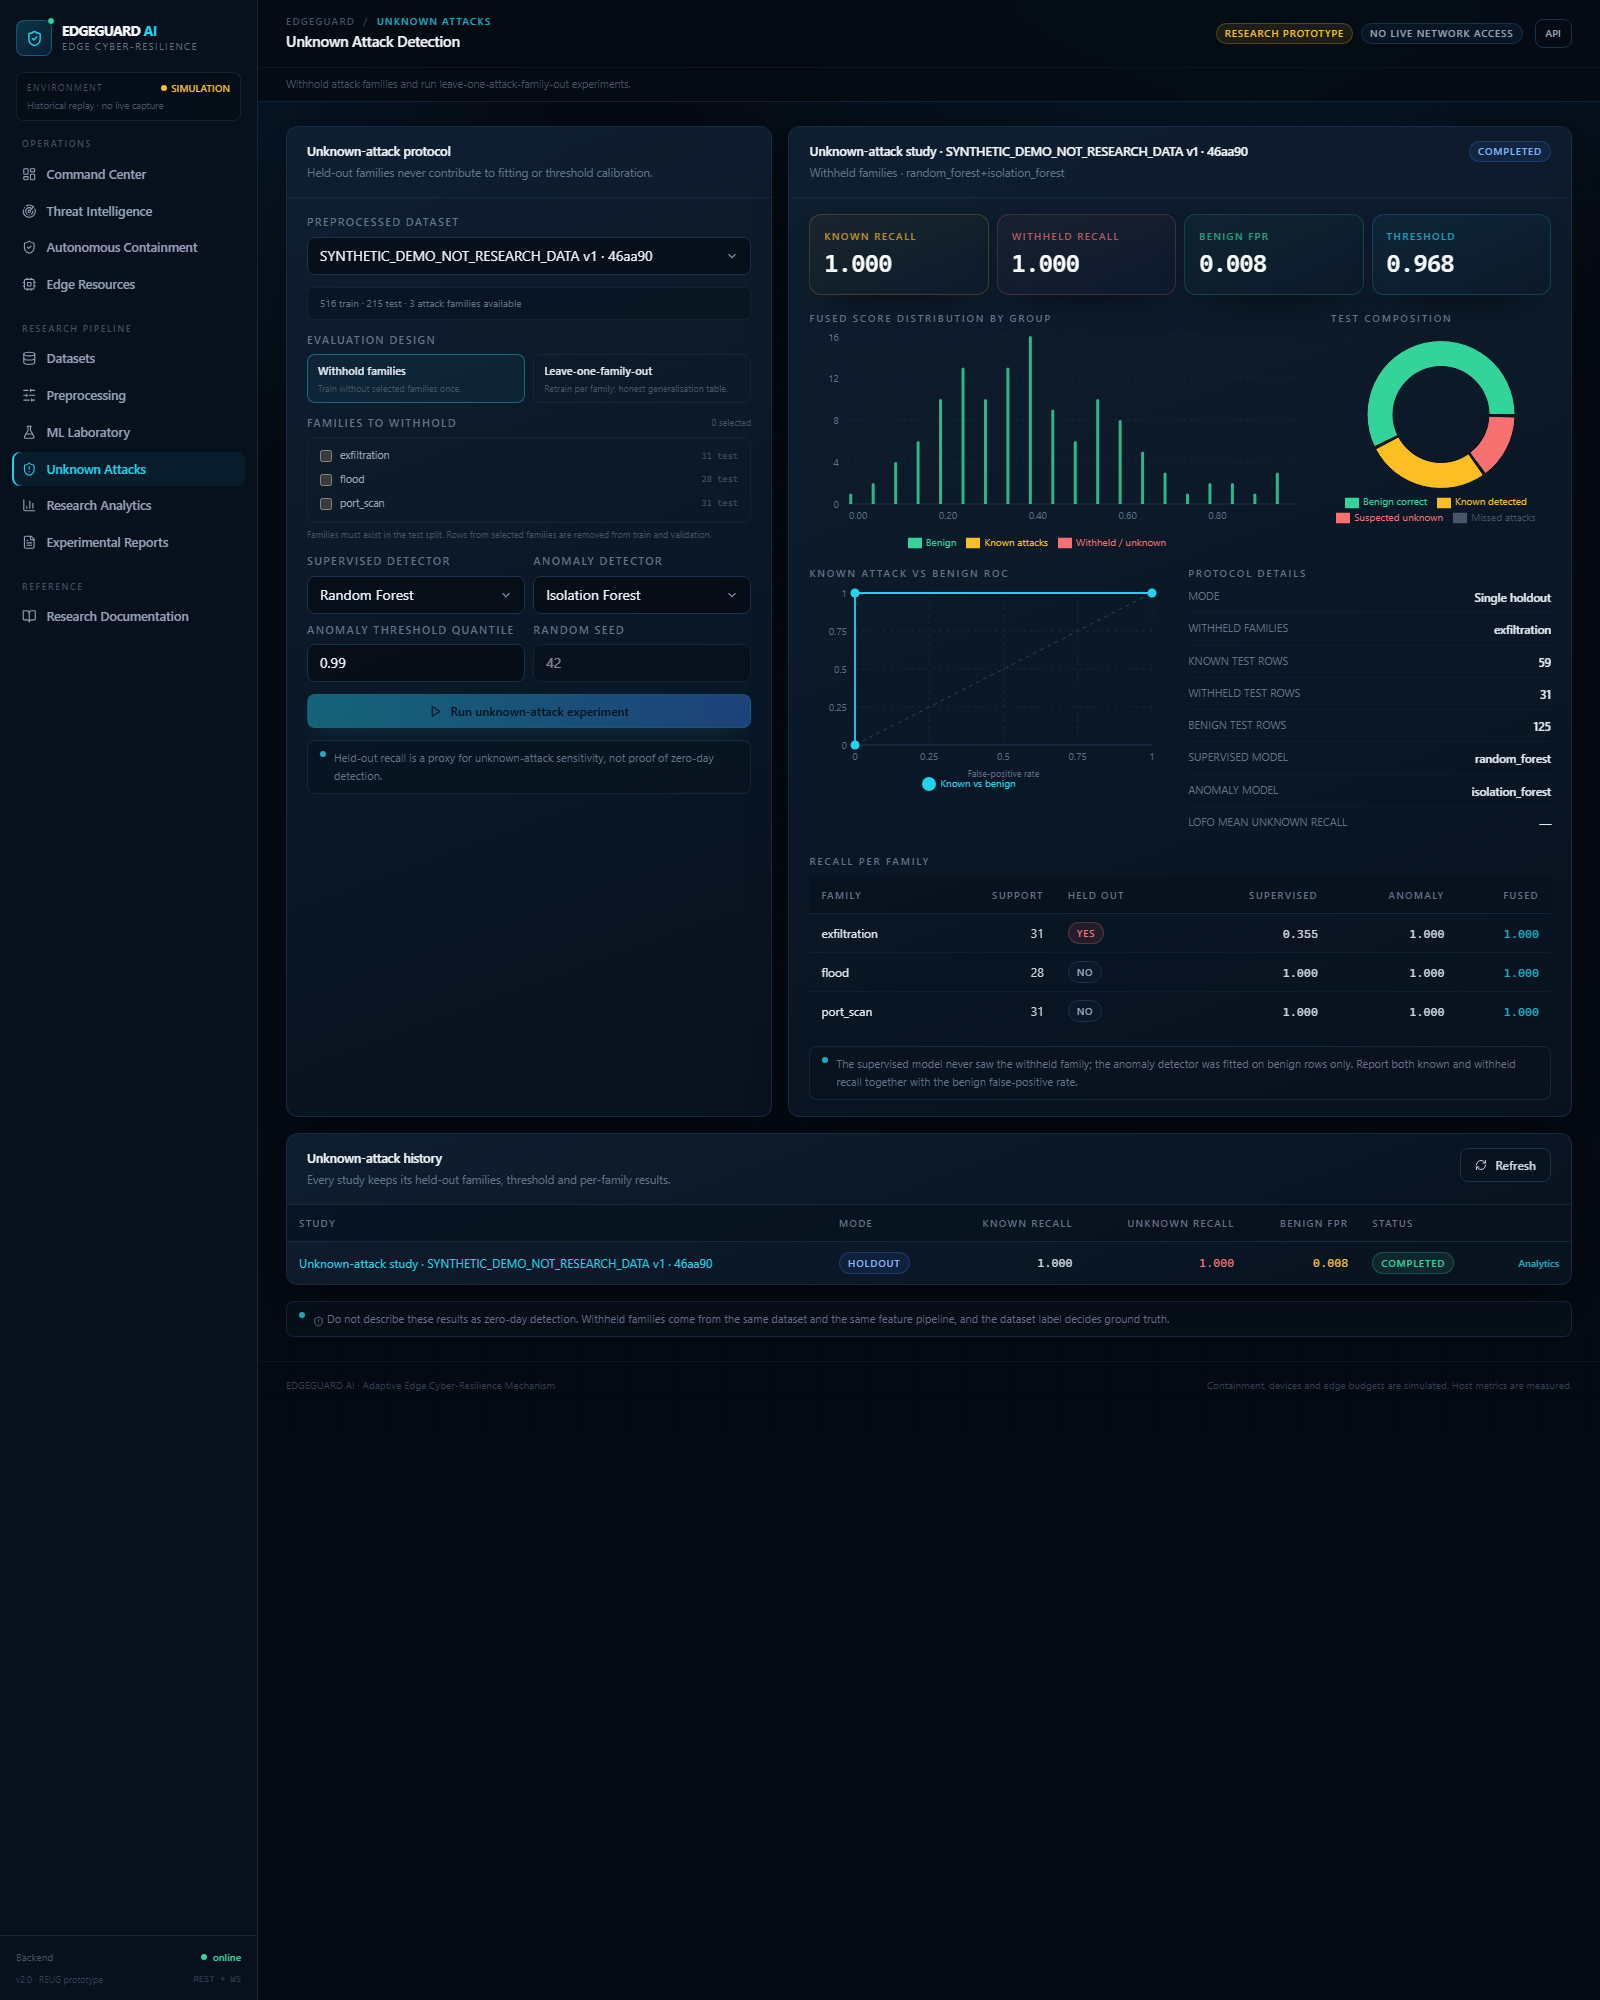 EDGEGUARD AI
EDGE CYBER-RESILIENCE
ENVIRONMENT
SIMULATION
Historical replay · no live capture
OPERATIONS
Command Center
Threat Intelligence
Autonomous Containment
Edge Resources
RESEARCH PIPELINE
Datasets
Preprocessing
ML Laboratory
Unknown Attacks
Research Analytics
Experimental Reports
REFERENCE
Research Documentation
Backend
online
v2.0 · REUG prototype
REST + WS
EDGEGUARD / UNKNOWN ATTACKS
Unknown Attack Detection
RESEARCH PROTOTYPE
NO LIVE NETWORK ACCESS
API
Withhold attack families and run leave-one-attack-family-out experiments.
Unknown-attack protocol
Held-out families never contribute to fitting or threshold calibration.
PREPROCESSED DATASET
SYNTHETIC_DEMO_NOT_RESEARCH_DATA v1 · 46aa90
516 train · 215 test · 3 attack families available
EVALUATION DESIGN
Withhold families
Train without selected families once.
Leave-one-family-out
Retrain per family; honest generalisation table.
FAMILIES TO WITHHOLD
0 selected
exfiltration 31 test
flood 28 test
port_scan 31 test
Families must exist in the test split. Rows from selected families are removed from train and validation.
SUPERVISED DETECTOR
ANOMALY DETECTOR
Random Forest
Isolation Forest
ANOMALY THRESHOLD QUANTILE
RANDOM SEED
0.99
42
Run unknown-attack experiment
Held-out recall is a proxy for unknown-attack sensitivity, not proof of zero-day
detection.
Unknown-attack study · SYNTHETIC_DEMO_NOT_RESEARCH_DATA v1 · 46aa90
Withheld families · random_forest+isolation_forest
COMPLETED
KNOWN RECALL
1.000
WITHHELD RECALL
1.000
BENIGN FPR
0.008
THRESHOLD
0.968
FUSED SCORE DISTRIBUTION BY GROUP
16
12
8
4
0
0.00 0.20 0.40 0.60 0.80
Benign Known attacks Withheld / unknown
TEST COMPOSITION
Benign correct Known detected
Suspected unknown Missed attacks
KNOWN ATTACK VS BENIGN ROC
1
0.75
0.5
0.25
0
0 0.25 0.5 0.75 1
False-positive rate
Known vs benign
PROTOCOL DETAILS
MODE Single holdout
WITHHELD FAMILIES exfiltration
KNOWN TEST ROWS 59
WITHHELD TEST ROWS 31
BENIGN TEST ROWS 125
SUPERVISED MODEL random_forest
ANOMALY MODEL isolation_forest
LOFO MEAN UNKNOWN RECALL —
RECALL PER FAMILY
FAMILY SUPPORT HELD OUT SUPERVISED ANOMALY FUSED
exfiltration 31 YES 0.355 1.000 1.000
flood 28 NO 1.000 1.000 1.000
port_scan 31 NO 1.000 1.000 1.000
The supervised model never saw the withheld family; the anomaly detector was fitted on benign rows only. Report both known and withheld
recall together with the benign false-positive rate.
Unknown-attack history
Every study keeps its held-out families, threshold and per-family results.
Refresh
STUDY MODE KNOWN RECALL UNKNOWN RECALL BENIGN FPR STATUS
Unknown-attack study · SYNTHETIC_DEMO_NOT_RESEARCH_DATA v1 · 46aa90 HOLDOUT 1.000 1.000 0.008 COMPLETED Analytics
Do not describe these results as zero-day detection. Withheld families come from the same dataset and the same feature pipeline, and the dataset label decides ground truth.
EDGEGUARD AI · Adaptive Edge Cyber-Resilience Mechanism
Containment, devices and edge budgets are simulated. Host metrics are measured.